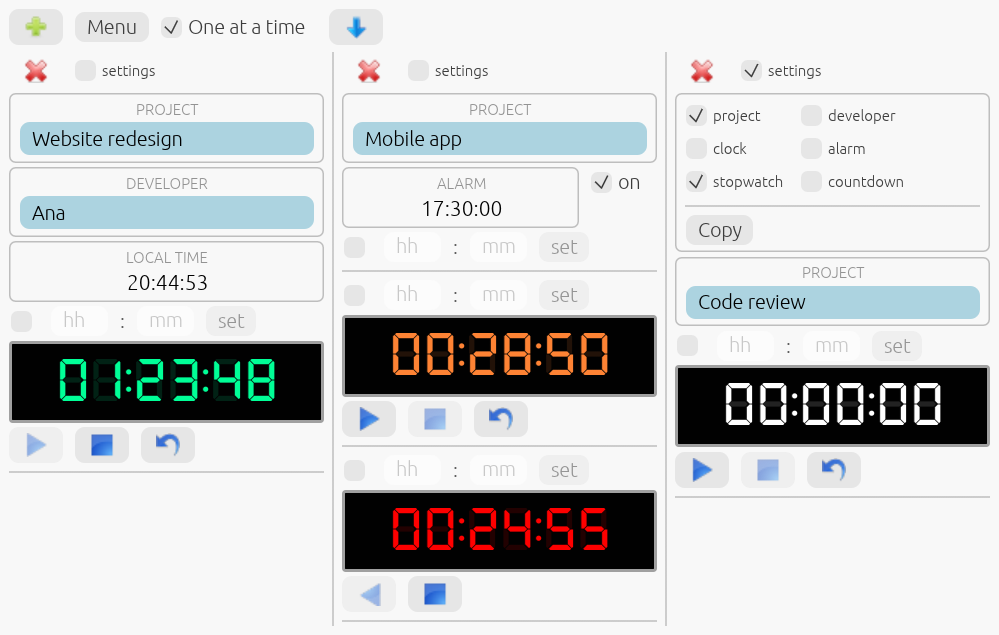 Menu One at a time
settings
PROJECT
Website redesign
DEVELOPER
Ana
LOCAL TIME
20:44:53
hh : mm set
01:23:48
settings
PROJECT
Mobile app
ALARM
17:30:00
on
hh : mm set
hh : mm set
00:28:50
hh : mm set
00:24:55
settings
project developer
clock alarm
stopwatch countdown
Copy
PROJECT
Code review
hh : mm set
00:00:00